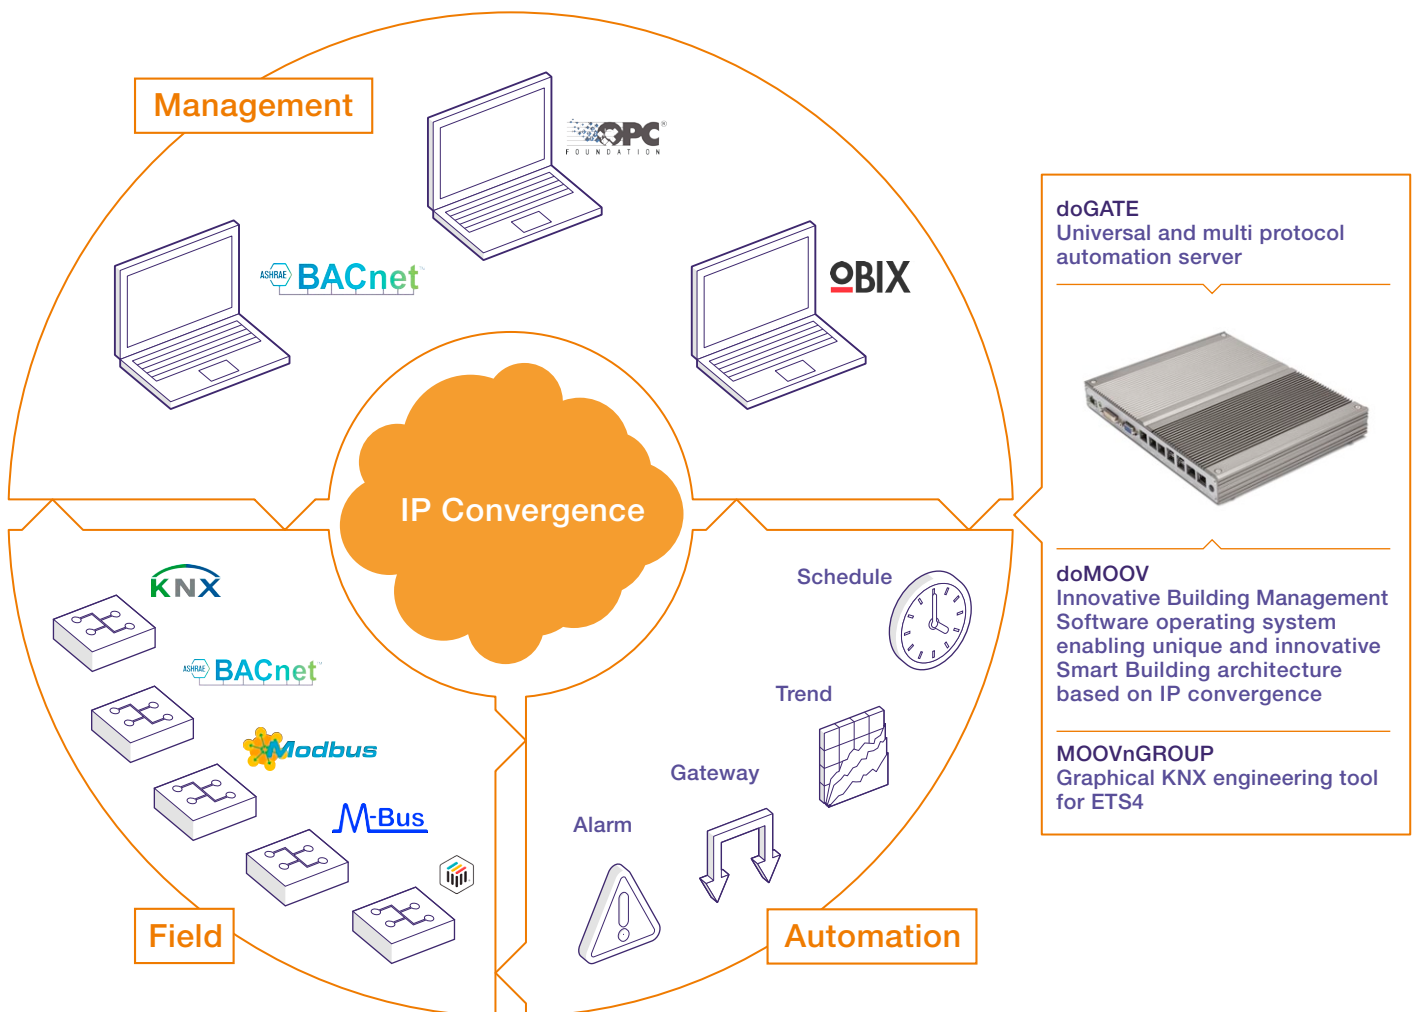 Management
OPC®
FOUNDATION
ASHRAE BACnet™
OBIX
IP Convergence
KNX
ASHRAE BACnet™
Modbus
M-Bus
Field
Schedule
Trend
Gateway
Alarm
Automation
doGATE
Universal and multi protocol
automation server
doMOOV
Innovative Building Management
Software operating system
enabling unique and innovative
Smart Building architecture
based on IP convergence
MOOVnGROUP
Graphical KNX engineering tool
for ETS4